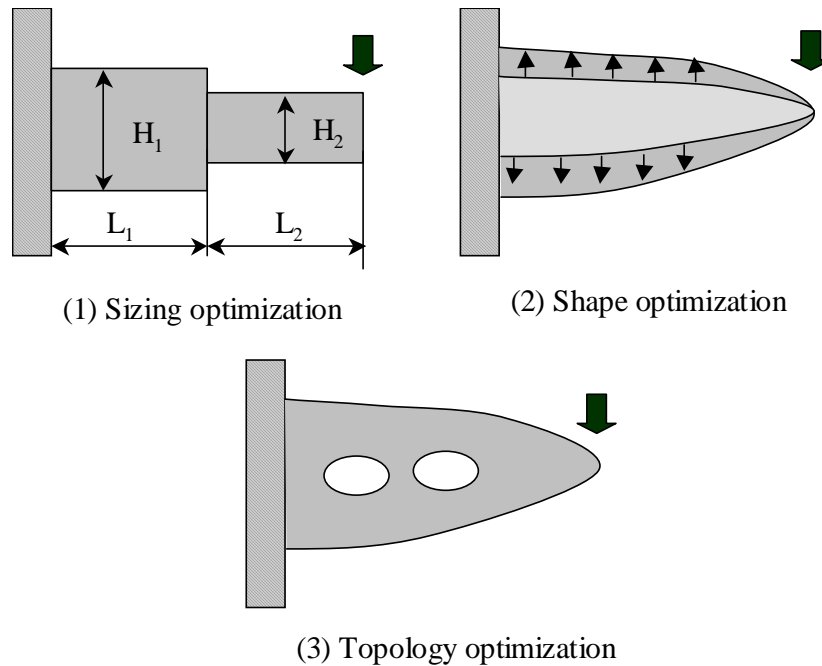 H1
H2
L1
L2
(1) Sizing optimization
(2) Shape optimization
(3) Topology optimization